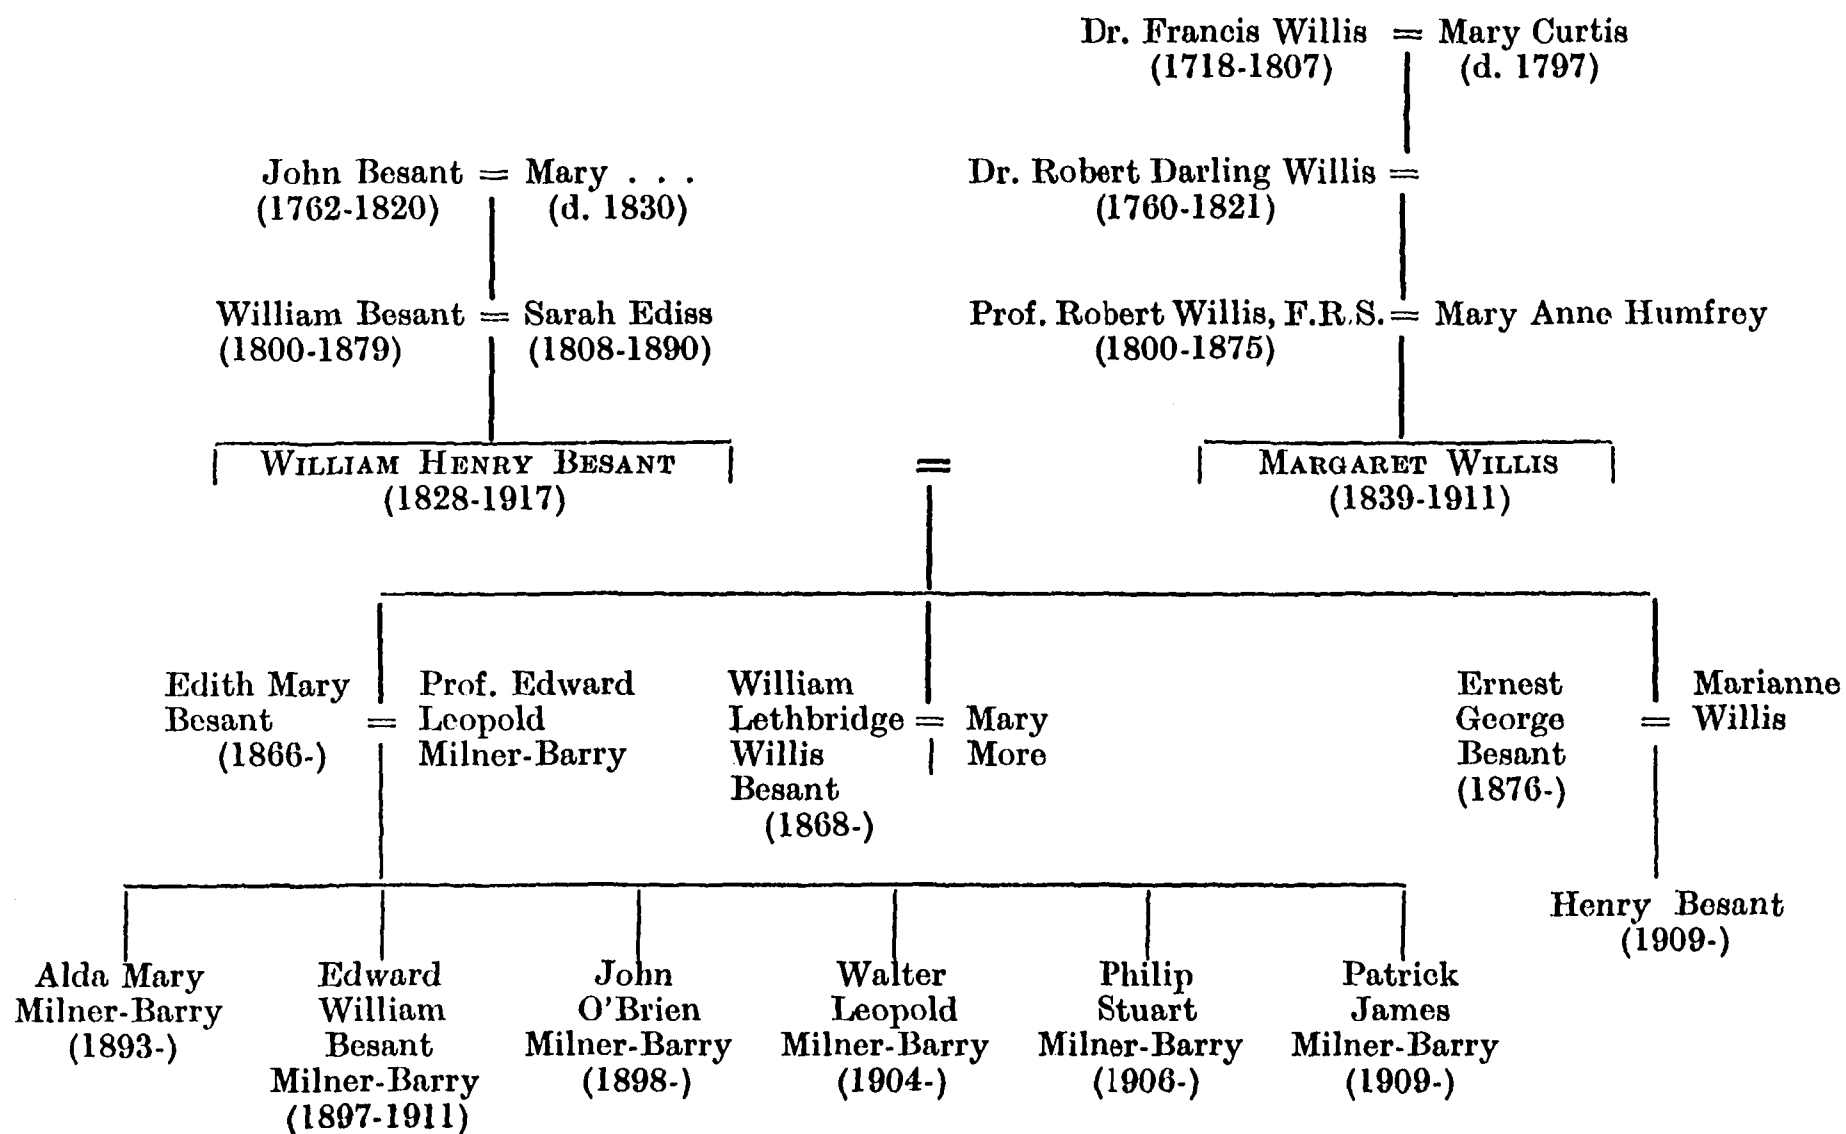 Dr. Francis Willis = Mary Curtis
(1718-1807) (d. 1797)
John Besant = Mary . . .
(1762-1820) (d. 1830)
Dr. Robert Darling Willis =
(1760-1821)
William Besant = Sarah Ediss
(1800-1879) (1808-1890)
Prof. Robert Willis, F.R.S. = Mary Anne Humfrey
(1800-1875)
WILLIAM HENRY BESANT
(1828-1917)
=
MARGARET WILLIS
(1839-1911)
Edith Mary
Besant
(1866-)
=
Prof. Edward
Leopold
Milner-Barry
William
Lethbridge
Willis
Besant
(1868-)
=
Mary
More
Ernest
George
Besant
(1876-)
=
Marianne
Willis
Henry Besant
(1909-)
Alda Mary
Milner-Barry
(1893-)
Edward
William
Besant
Milner-Barry
(1897-1911)
John
O'Brien
Milner-Barry
(1898-)
Walter
Leopold
Milner-Barry
(1904-)
Philip
Stuart
Milner-Barry
(1906-)
Patrick
James
Milner-Barry
(1909-)